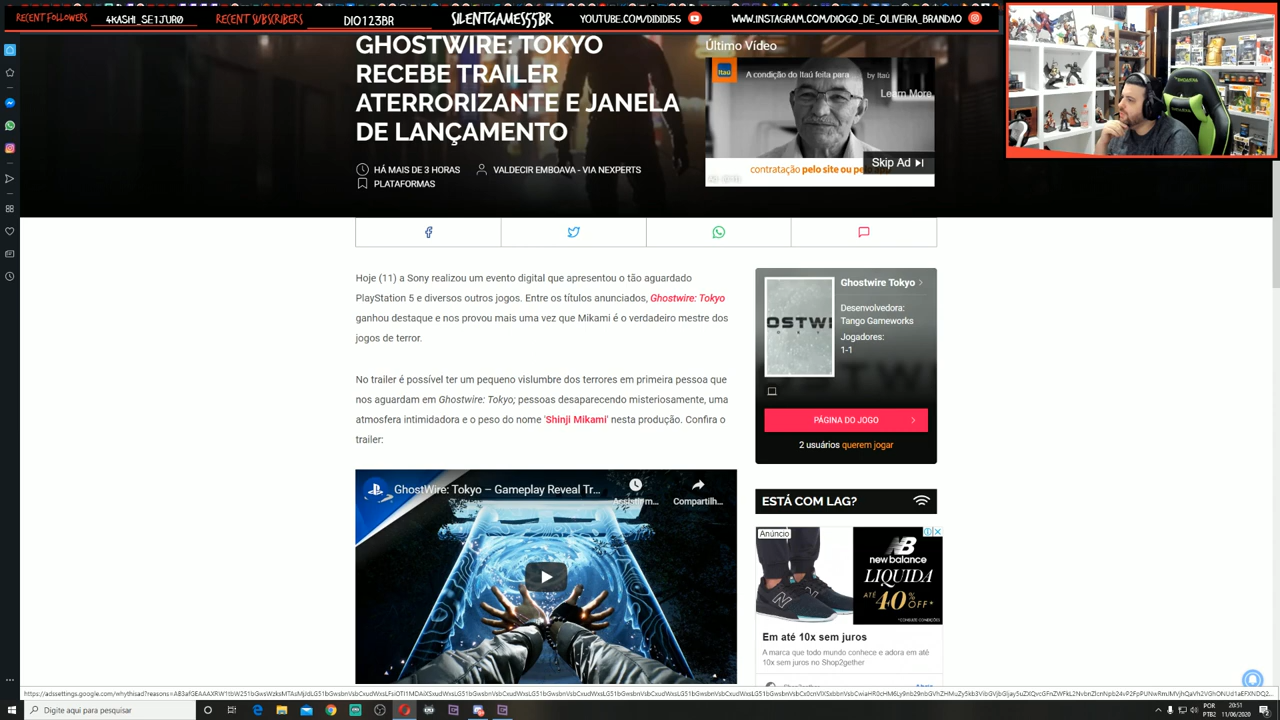 RECENT FOLLOWERS 4KASHI_SE1JUR0 RECENT SUBSCRIBERS DIO123BR SILENTGAMES55BR YOUTUBE.COM/DIDIDI55 WWW.INSTAGRAM.COM/DIOGO_DE_OLIVEIRA_BRANDAO
GHOSTWIRE: TOKYO
RECEBE TRAILER
ATERRORIZANTE E JANELA
DE LANÇAMENTO
HÁ MAIS DE 3 HORAS VALDECIR EMBOAVA - VIA NEXPERTS
PLATAFORMAS
Último Vídeo
Itaú
A condição do Itaú feita para by Itaú
Learn More
Skip Ad
contratação pelo site ou pelo app
Hoje (11) a Sony realizou um evento digital que apresentou o tão aguardado
PlayStation 5 e diversos outros jogos. Entre os títulos anunciados, Ghostwire: Tokyo
ganhou destaque e nos provou mais uma vez que Mikami é o verdadeiro mestre dos
jogos de terror.
No trailer é possível ter um pequeno vislumbre dos terrores em primeira pessoa que
nos aguardam em Ghostwire: Tokyo; pessoas desaparecendo misteriosamente, uma
atmosfera intimidadora e o peso do nome 'Shinji Mikami' nesta produção. Confira o
trailer:
GhostWire: Tokyo – Gameplay Reveal Tr...
Assistir m... Compartilh...
Ghostwire Tokyo
Desenvolvedora:
Tango Gameworks
Jogadores:
1-1
OSTWI
PÁGINA DO JOGO
2 usuários querem jogar
ESTÁ COM LAG?
Anúncio
new balance
LIQUIDA
ATÉ 40% OFF*
Em até 10x sem juros
A marca que todo mundo conhece e adora em até
10x sem juros no Shop2gether
Digite aqui para pesquisar
POR
PTB2
20:51
11/06/2020